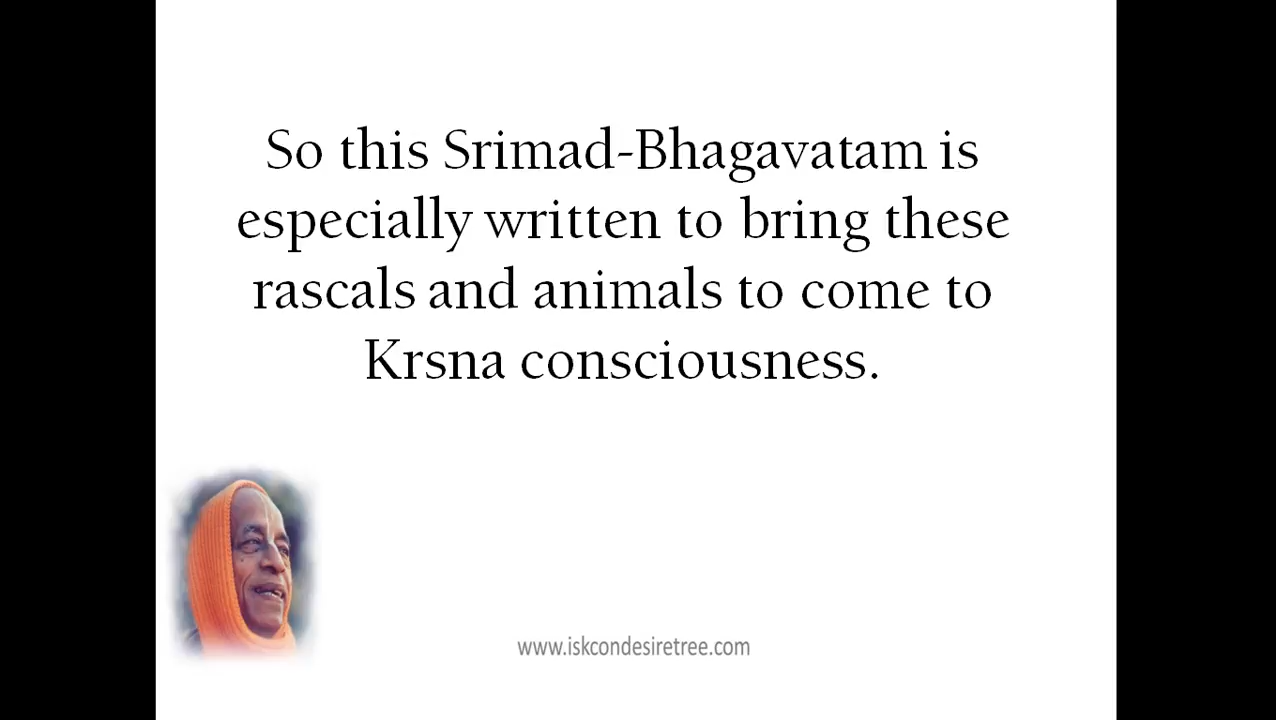 So this Srimad-Bhagavatam is
especially written to bring these
rascals and animals to come to
Krsna consciousness.
www.iskcondesiretree.com